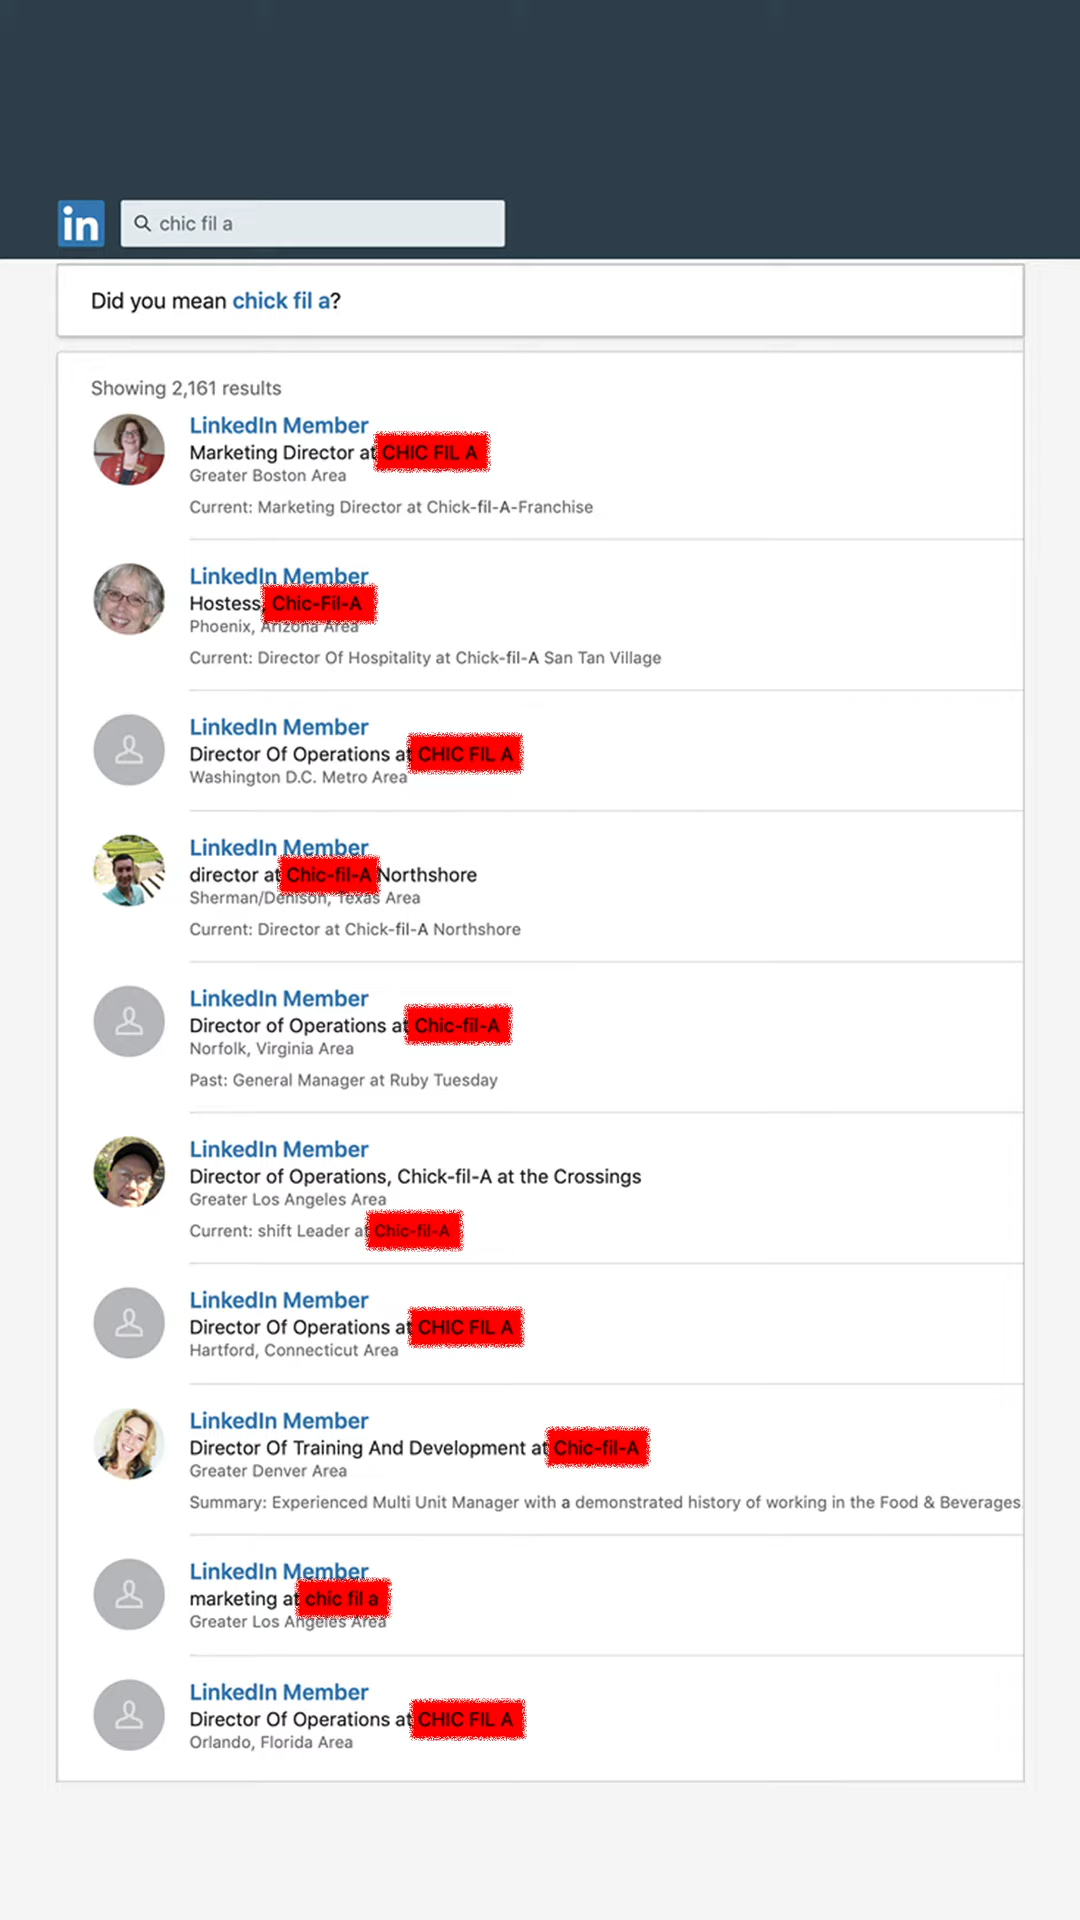 in
chic fil a
Did you mean chick fil a?
Showing 2,161 results
LinkedIn Member
Marketing Director at CHIC FIL A
Greater Boston Area
Current: Marketing Director at Chick-fil-A-Franchise
LinkedIn Member
Hostess, Chic-Fil-A
Phoenix, Arizona Area
Current: Director Of Hospitality at Chick-fil-A San Tan Village
LinkedIn Member
Director Of Operations at CHIC FIL A
Washington D.C. Metro Area
LinkedIn Member
director at Chic-fil-A Northshore
Sherman/Denison, Texas Area
Current: Director at Chick-fil-A Northshore
LinkedIn Member
Director of Operations at Chic-fil-A
Norfolk, Virginia Area
Past: General Manager at Ruby Tuesday
LinkedIn Member
Director of Operations, Chick-fil-A at the Crossings
Greater Los Angeles Area
Current: shift Leader at Chic-fil-A
LinkedIn Member
Director Of Operations at CHIC FIL A
Hartford, Connecticut Area
LinkedIn Member
Director Of Training And Development at Chic-fil-A
Greater Denver Area
Summary: Experienced Multi Unit Manager with a demonstrated history of working in the Food & Beverages.
LinkedIn Member
marketing at chic fil a
Greater Los Angeles Area
LinkedIn Member
Director Of Operations at CHIC FIL A
Orlando, Florida Area